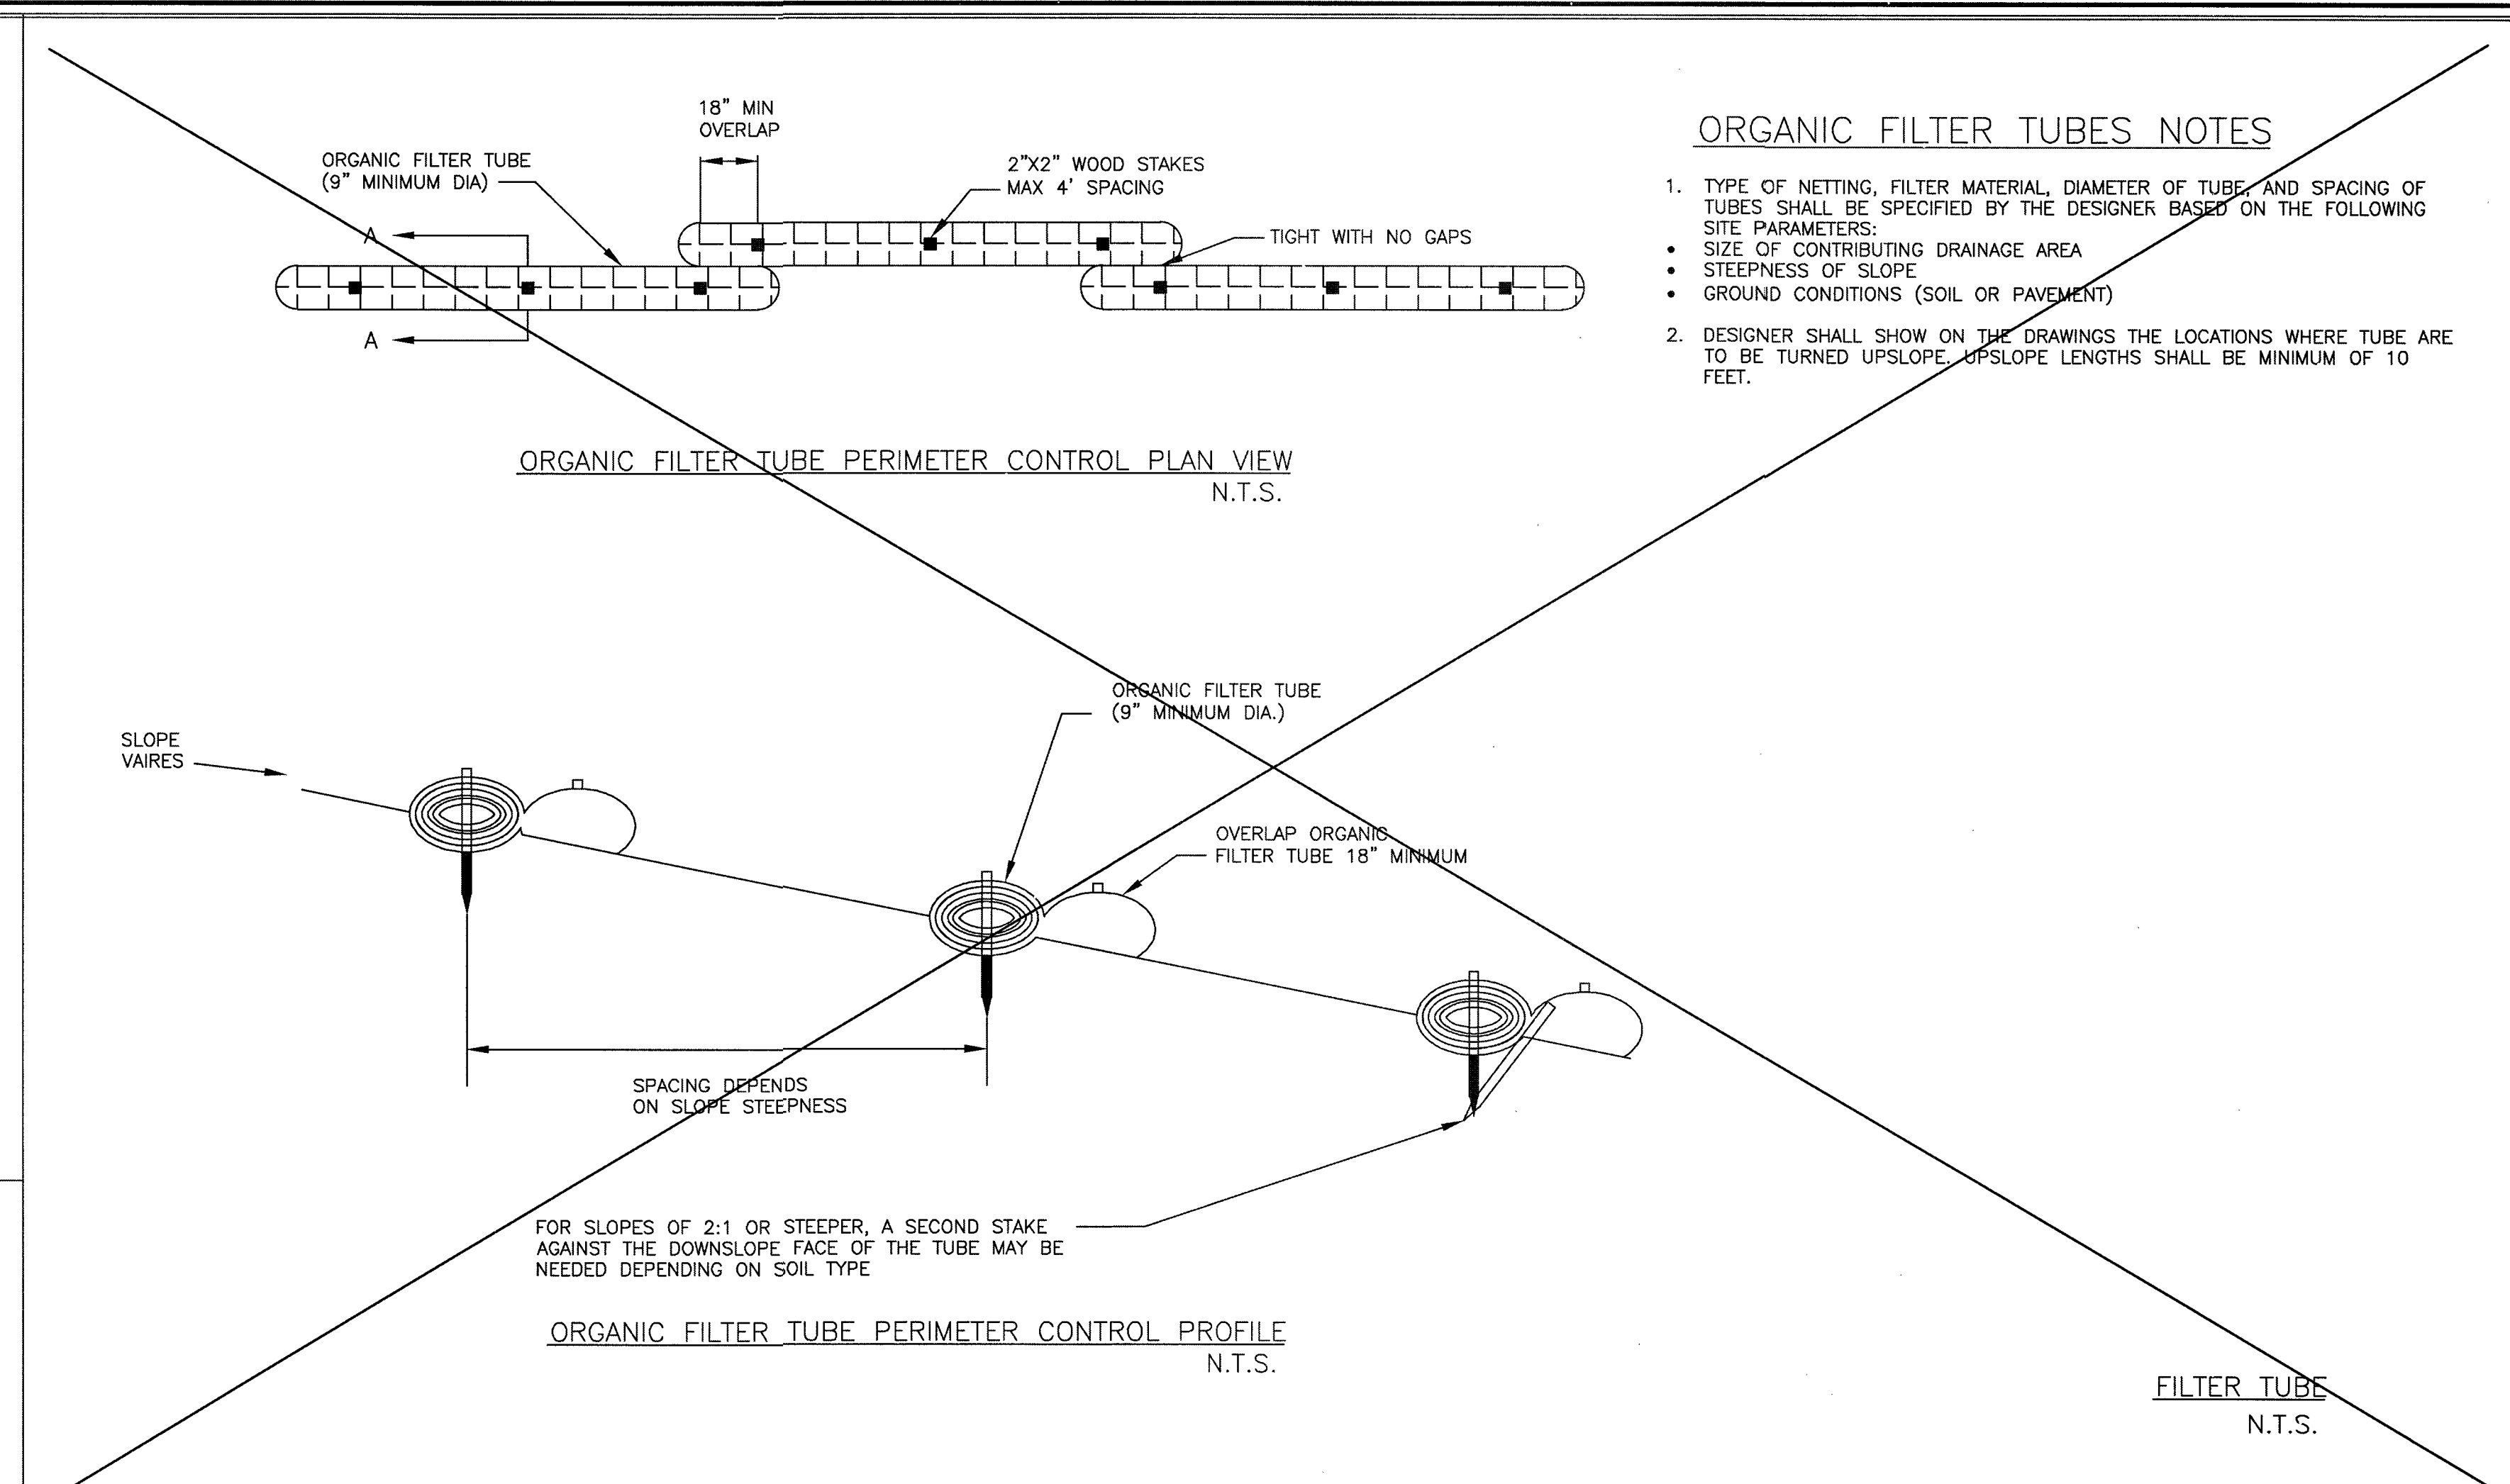 18" MIN
OVERLAP
ORGANIC FILTER TUBE
(9" MINIMUM DIA)
2"X2" WOOD STAKES
MAX 4' SPACING
A
TIGHT WITH NO GAPS
A
ORGANIC FILTER TUBE PERIMETER CONTROL PLAN VIEW
N.T.S.
ORGANIC FILTER TUBES NOTES
1. TYPE OF NETTING, FILTER MATERIAL, DIAMETER OF TUBE, AND SPACING OF
TUBES SHALL BE SPECIFIED BY THE DESIGNER BASED ON THE FOLLOWING
SITE PARAMETERS:
• SIZE OF CONTRIBUTING DRAINAGE AREA
• STEEPNESS OF SLOPE
• GROUND CONDITIONS (SOIL OR PAVEMENT)
2. DESIGNER SHALL SHOW ON THE DRAWINGS THE LOCATIONS WHERE TUBE ARE
TO BE TURNED UPSLOPE. UPSLOPE LENGTHS SHALL BE MINIMUM OF 10
FEET.
ORGANIC FILTER TUBE
(9" MINIMUM DIA.)
SLOPE
VAIRES
OVERLAP ORGANIC
FILTER TUBE 18" MINIMUM
SPACING DEPENDS
ON SLOPE STEEPNESS
FOR SLOPES OF 2:1 OR STEEPER, A SECOND STAKE
AGAINST THE DOWNSLOPE FACE OF THE TUBE MAY BE
NEEDED DEPENDING ON SOIL TYPE
ORGANIC FILTER TUBE PERIMETER CONTROL PROFILE
N.T.S.
FILTER TUBE
N.T.S.